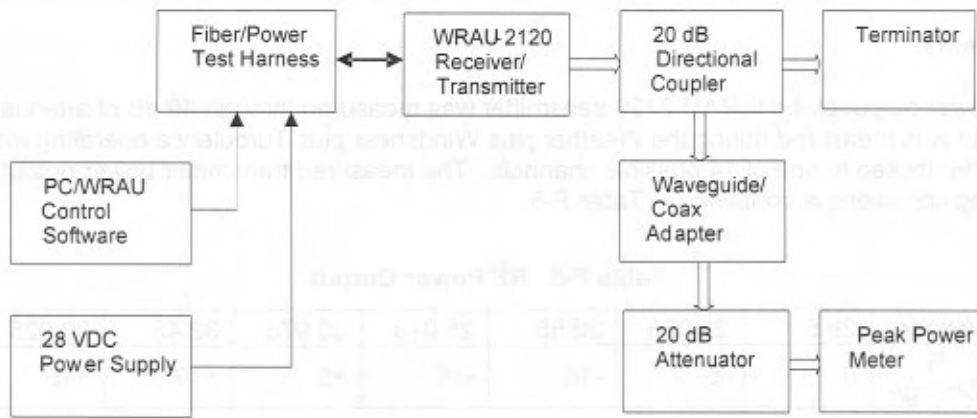 Fiber/Power
Test Harness
WRAU-2120
Receiver/
Transmitter
20 dB
Directional
Coupler
Terminator
PC/WRAU
Control
Software
Waveguide/
Coax
Adapter
28 VDC
Power Supply
20 dB
Attenuator
Peak Power
Meter